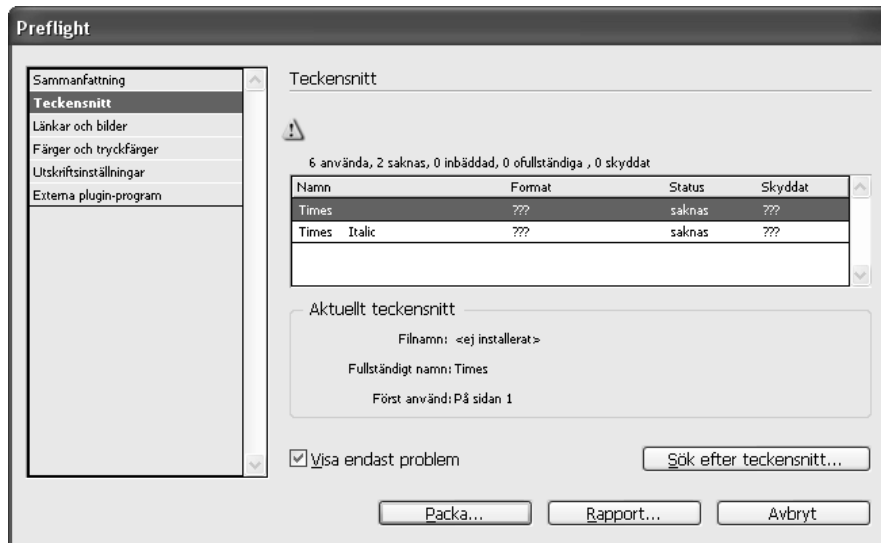 Preflight
Sammanfattning
Teckensnitt
Länkar och bilder
Färger och tryckfärger
Utskriftsinställningar
Externa plugin-program
Teckensnitt
6 använda, 2 saknas, 0 inbäddad, 0 ofullständiga , 0 skyddat
Namn Format Status Skyddat
Times ??? saknas ???
Times Italic ??? saknas ???
Aktuellt teckensnitt
Filnamn: <ej installerat>
Fullständigt namn: Times
Först använd: På sidan 1
Visa endast problem
Sök efter teckensnitt...
Packa... Rapport... Avbryt